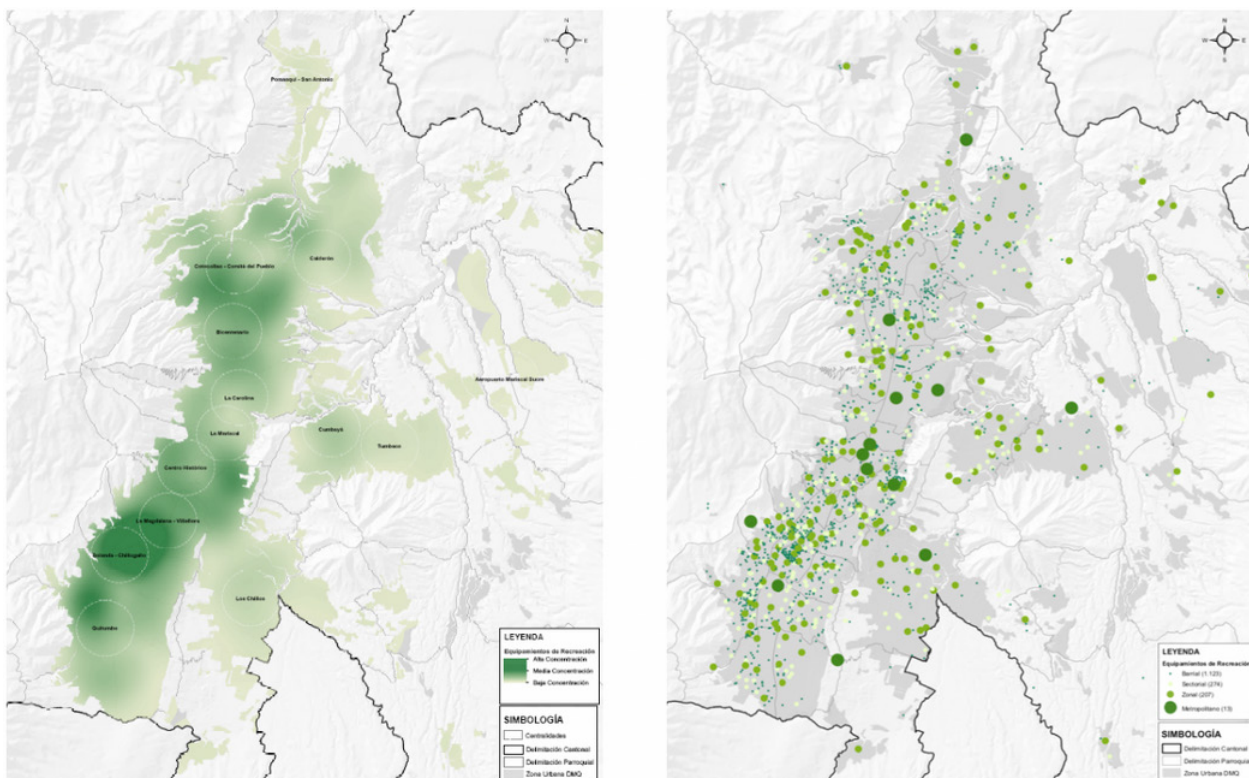 N
W E
S
Pomasqui - San Antonio
Calderón
Cotocollao - Comité del Pueblo
Bicentenario
Aeropuerto Mariscal Sucre
La Carolina
La Mariscal
Cumbayá
Tumbaco
Centro Histórico
La Magdalena - Villaflora
Solanda - Chillogallo
Los Chillos
Quitumbe
LEYENDA
Equipamientos de Recreación
Alta Concentración
Media Concentración
Baja Concentración
SIMBOLOGÍA
Centralidades
Delimitación Cantonal
Delimitación Parroquial
Zona Urbana DMQ
N
W E
S
LEYENDA
Equipamientos de Recreación
Barrial (1.123)
Sectorial (274)
Zonal (207)
Metropolitano (13)
SIMBOLOGÍA
Delimitación Cantonal
Delimitación Parroquial
Zona Urbana DMQ